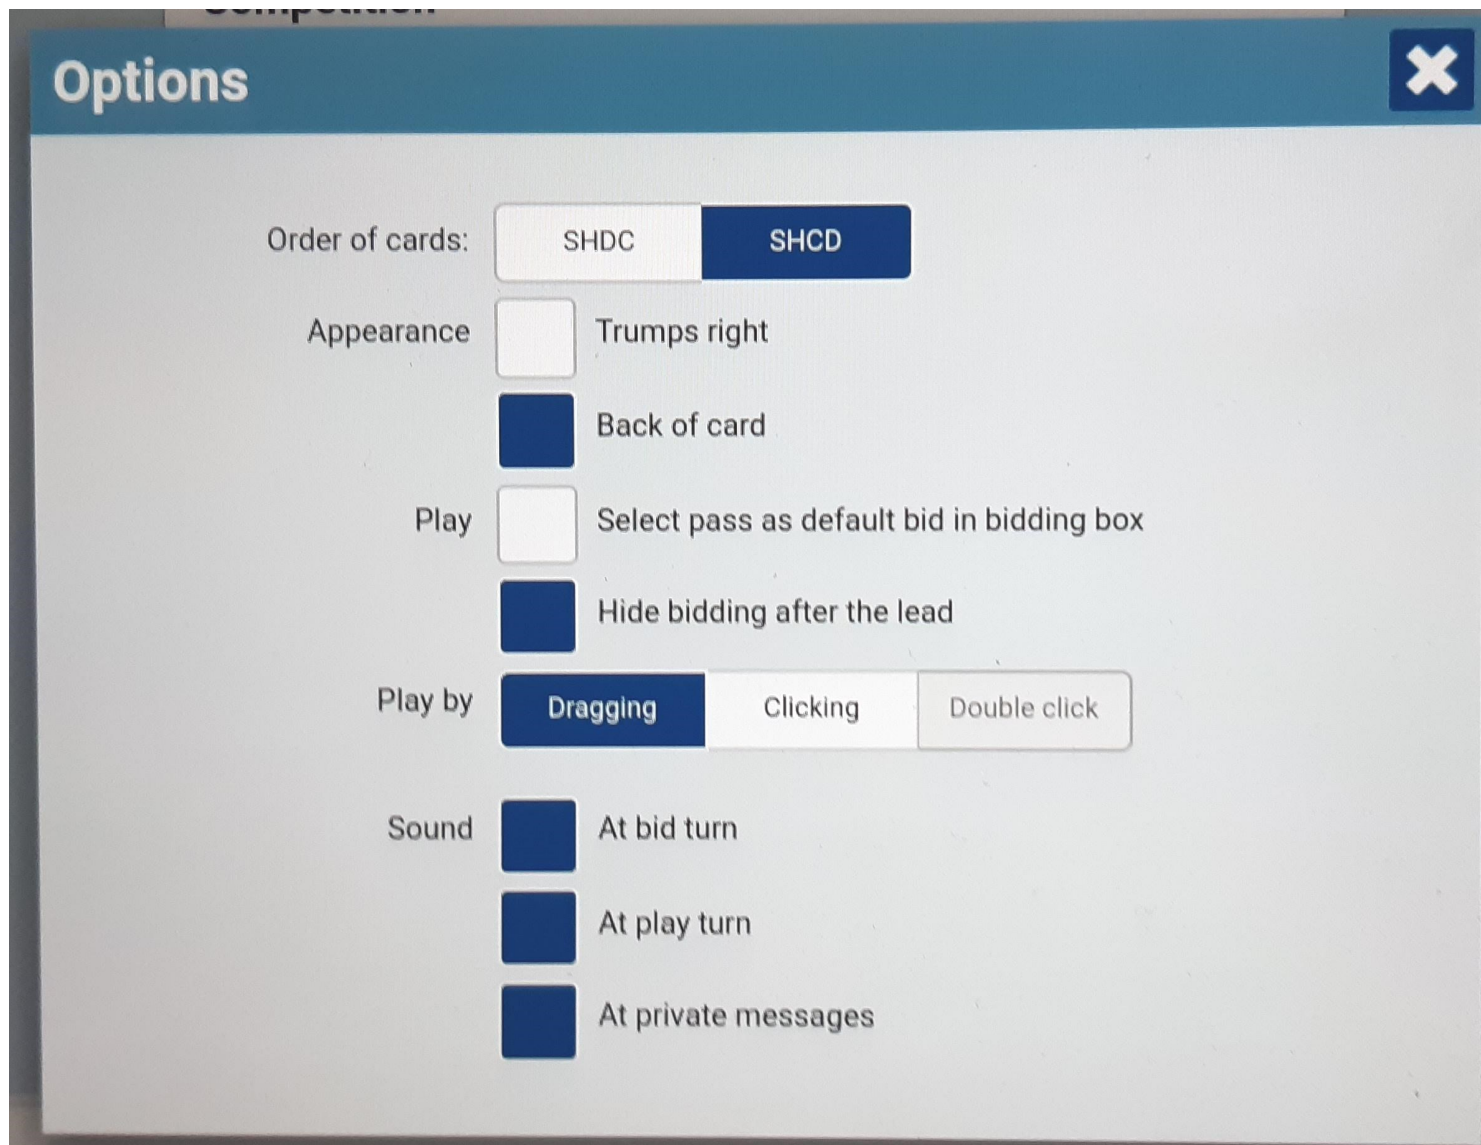 Competition
Options
Order of cards: SHDC SHCD
Appearance Trumps right
Back of card
Play Select pass as default bid in bidding box
Hide bidding after the lead
Play by Dragging Clicking Double click
Sound At bid turn
At play turn
At private messages